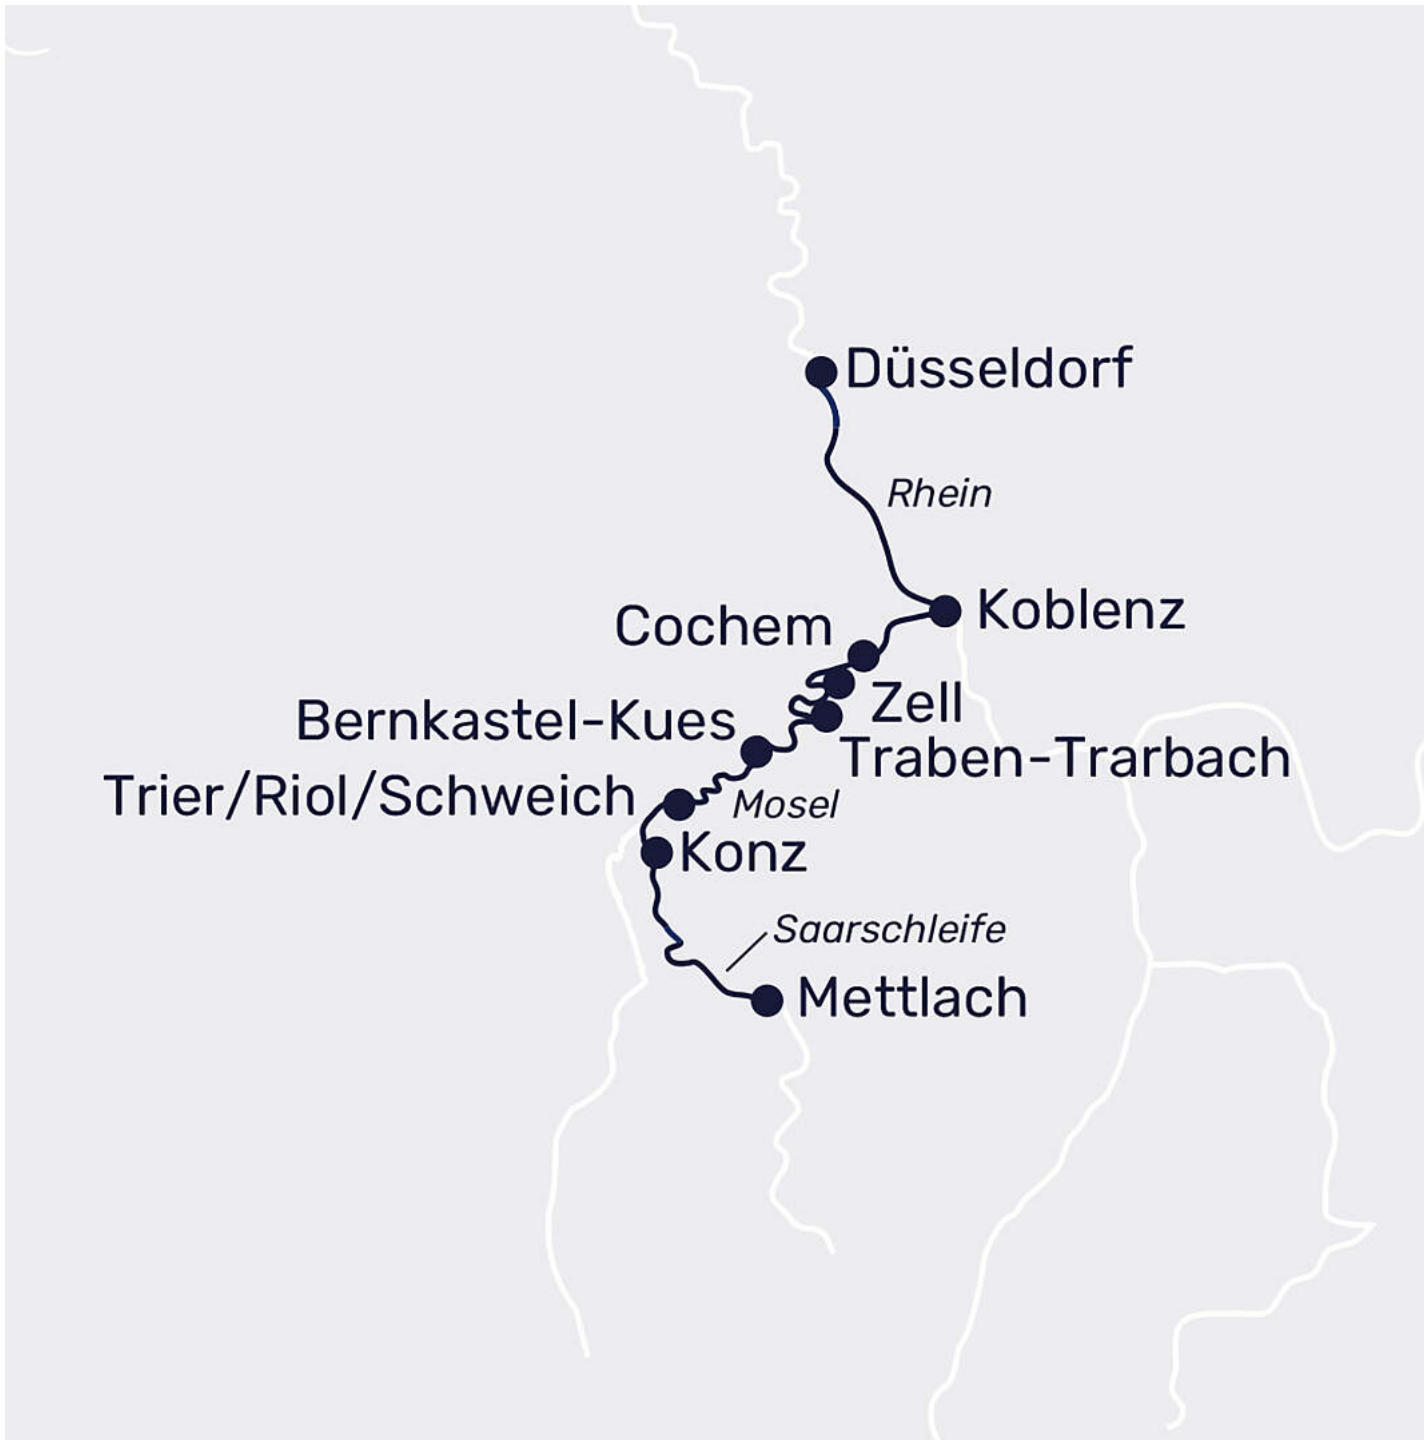 Düsseldorf
Rhein
Koblenz
Cochem
Zell
Bernkastel-Kues
Traben-Trarbach
Trier/Riol/Schweich
Mosel
Konz
Saarschleife
Mettlach